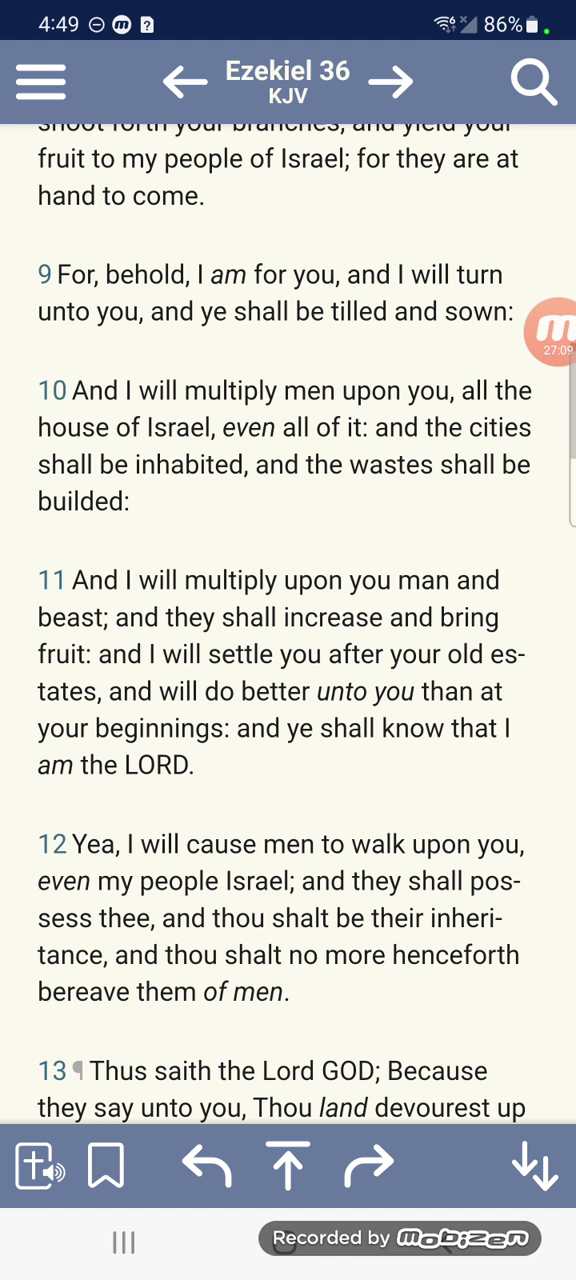 4:49 m ? 6 86%
Ezekiel 36
KJV
shoot forth your branches, and yield your
fruit to my people of Israel; for they are at
hand to come.
9 For, behold, I am for you, and I will turn
unto you, and ye shall be tilled and sown:
m
27:09
10 And I will multiply men upon you, all the
house of Israel, even all of it: and the cities
shall be inhabited, and the wastes shall be
builded:
11 And I will multiply upon you man and
beast; and they shall increase and bring
fruit: and I will settle you after your old es-
tates, and will do better unto you than at
your beginnings: and ye shall know that I
am the LORD.
12 Yea, I will cause men to walk upon you,
even my people Israel; and they shall pos-
sess thee, and thou shalt be their inheri-
tance, and thou shalt no more henceforth
bereave them of men.
13 ¶ Thus saith the Lord GOD; Because
they say unto you, Thou land devourest up
Recorded by mobizen